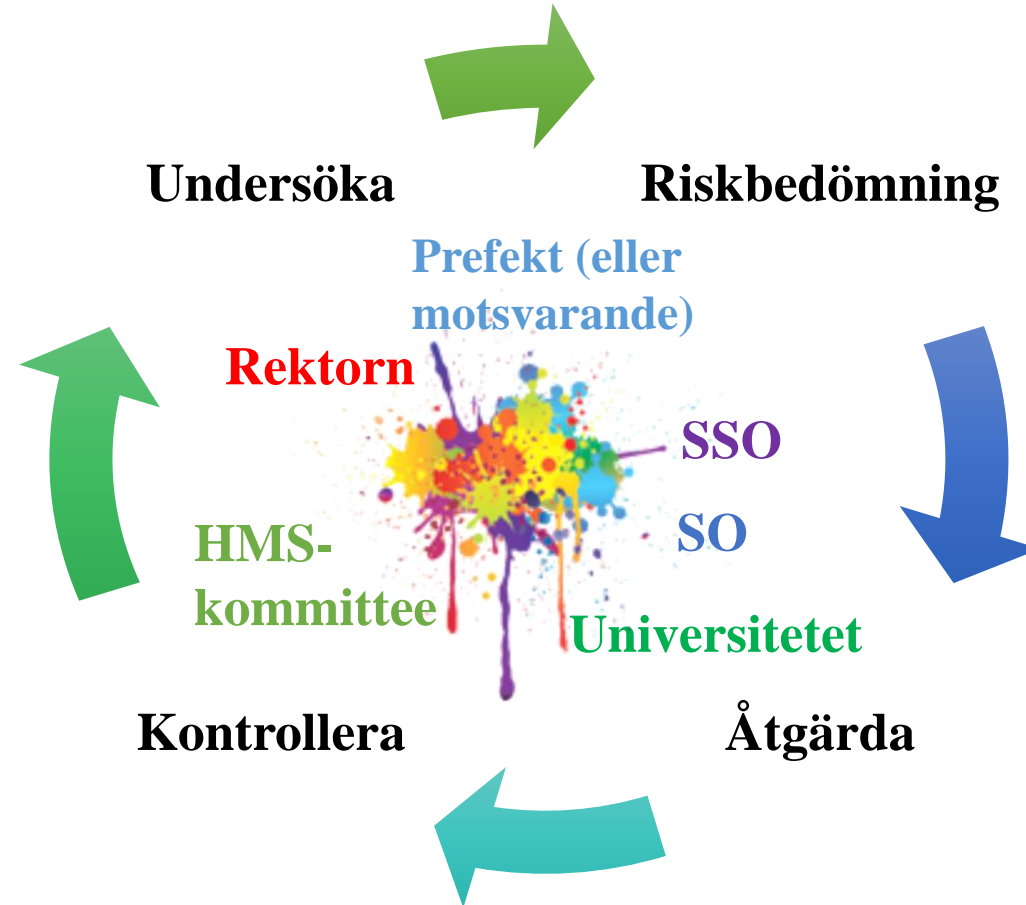 Undersöka
Riskbedömning
Prefekt (eller
motsvarande)
Rektorn
SSO
SO
HMS-
kommittee
Universitetet
Kontrollera
Åtgärda